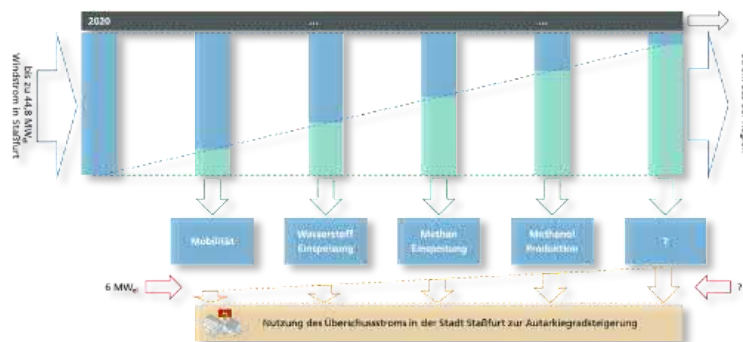 2020 ... ...
bis zu 44,8 MWel
Windstrom in Staßfurt
Mobilität
Wasserstoff
Einspeisung
Methan
Einspeisung
Methanol
Produktion
?
6 MWel
?
Nutzung des Überschussstroms in der Stadt Staßfurt zur Autarkiegradsteigerung